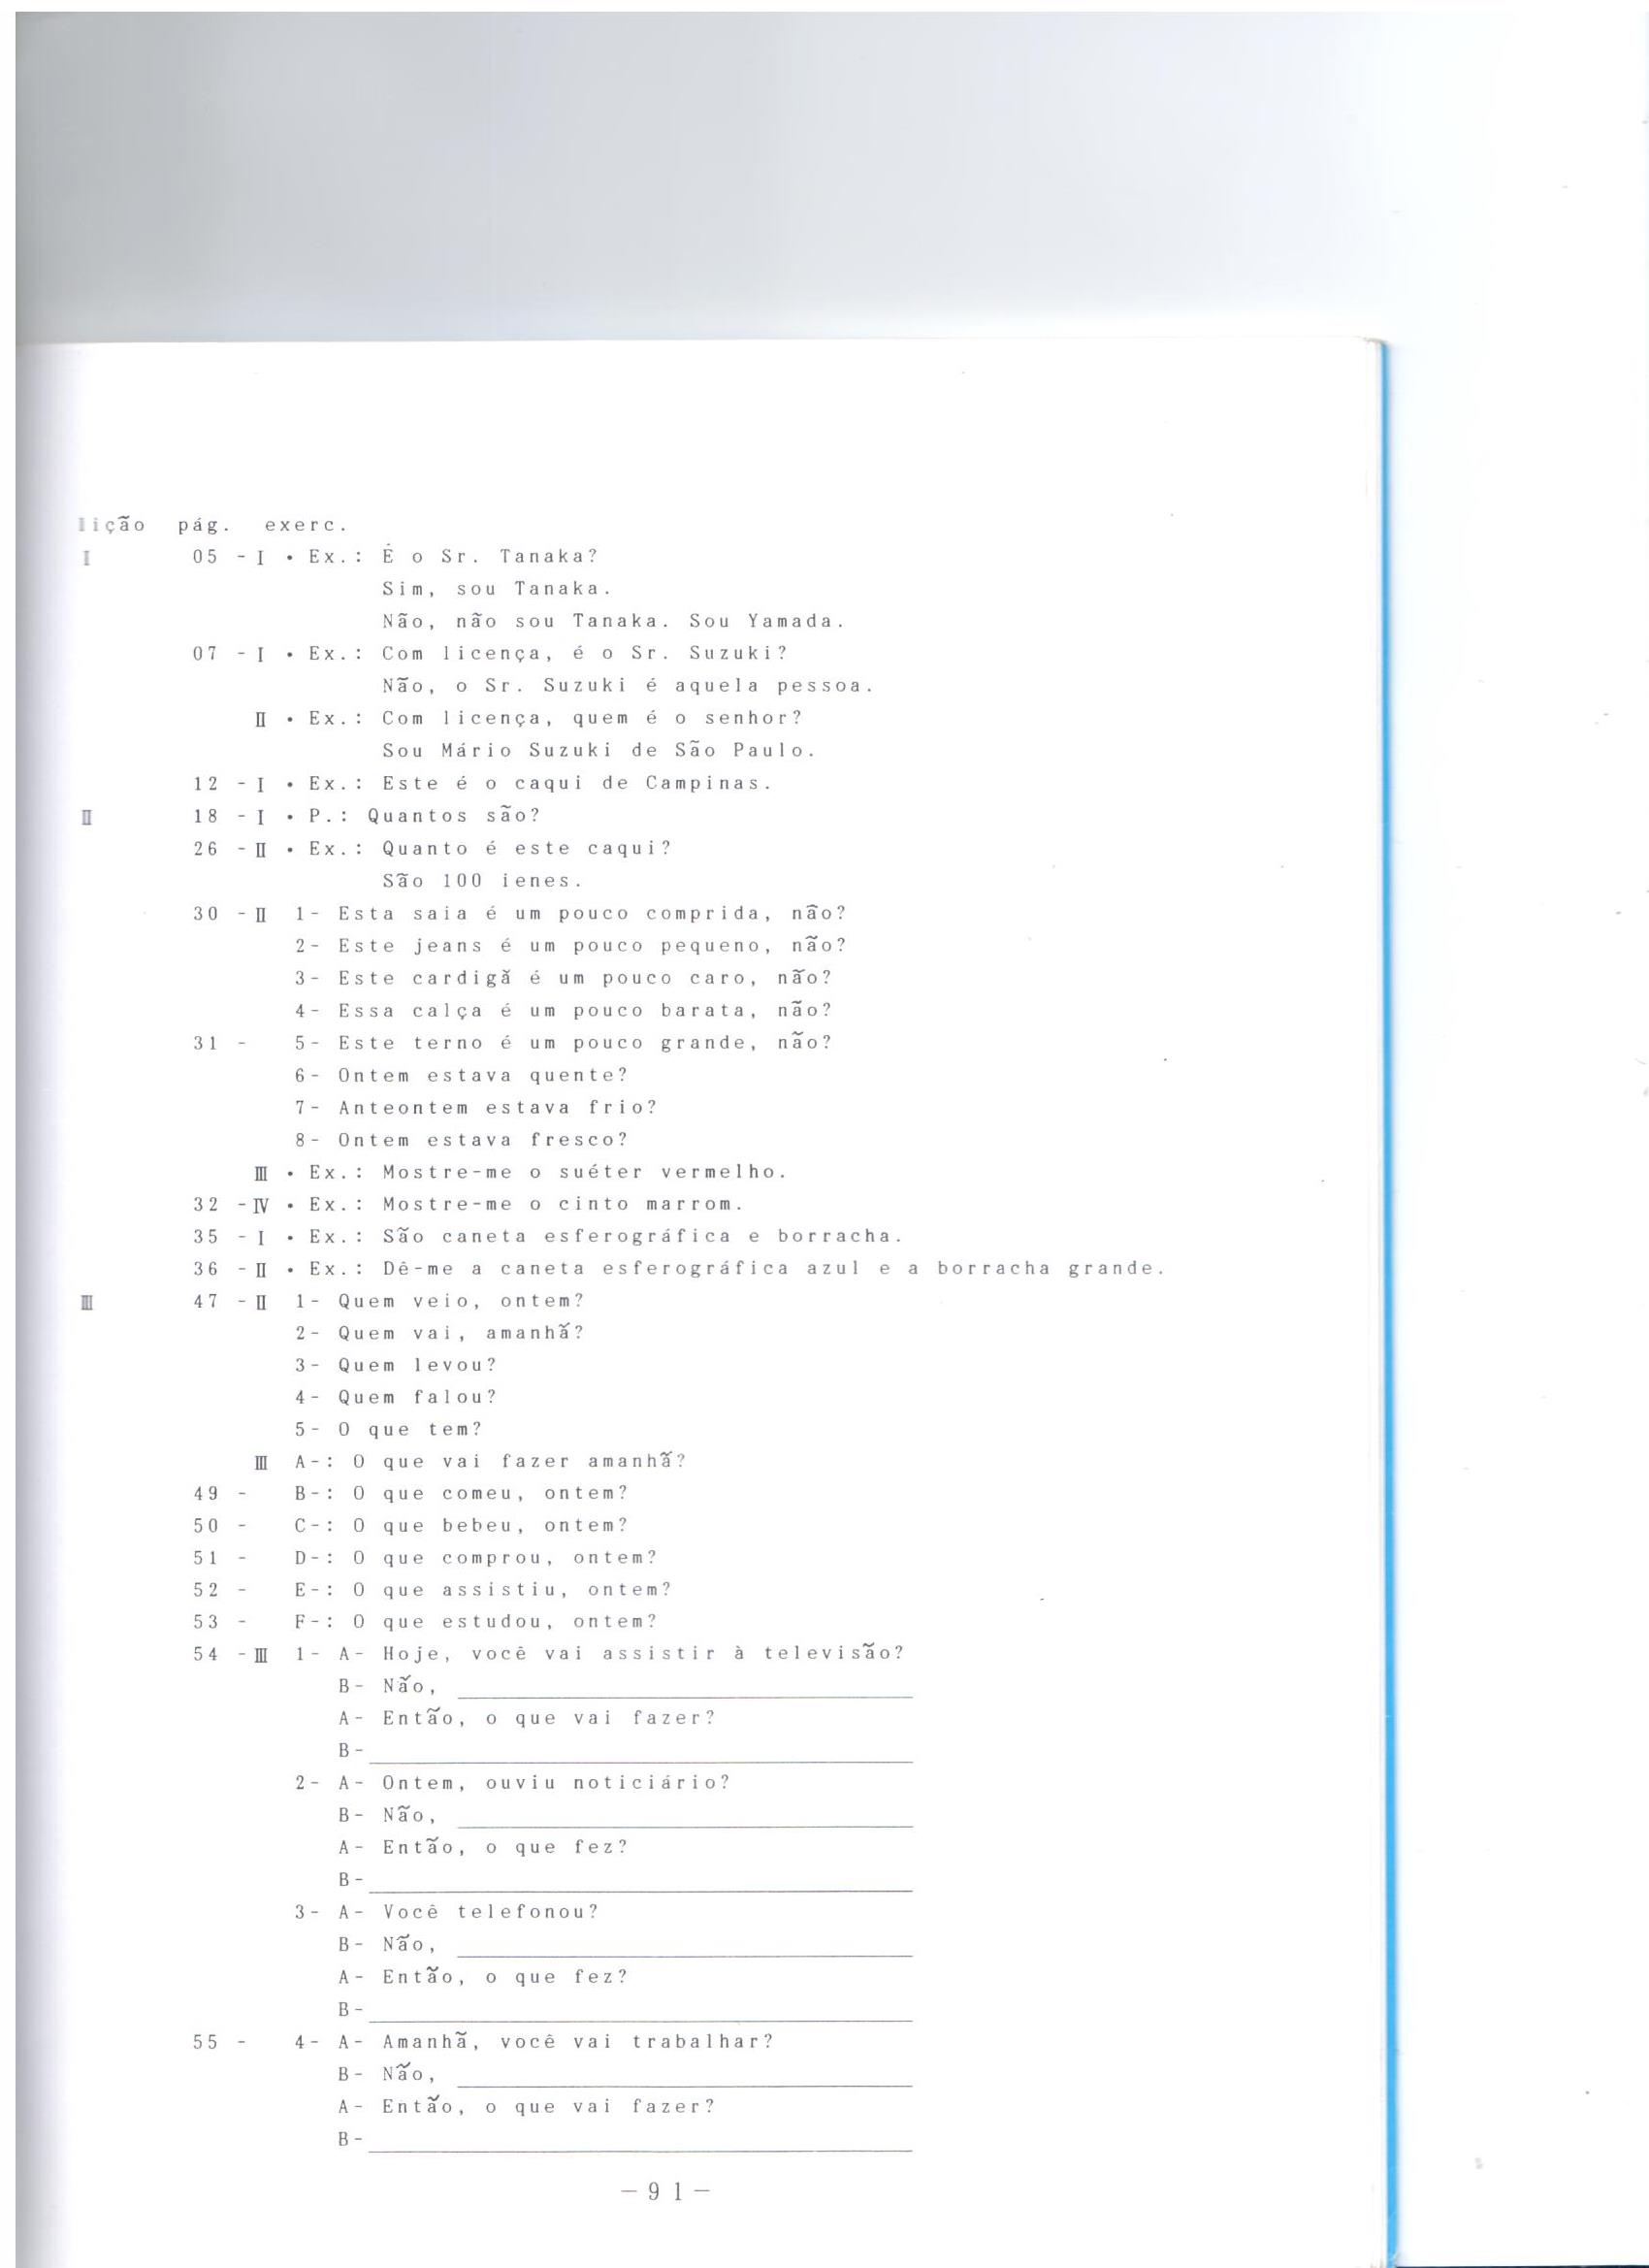 lição pág. exerc.
I 05 - I • Ex.: É o Sr. Tanaka?
Sim, sou Tanaka.
Não, não sou Tanaka. Sou Yamada.
07 - I • Ex.: Com licença, é o Sr. Suzuki?
Não, o Sr. Suzuki é aquela pessoa.
II • Ex.: Com licença, quem é o senhor?
Sou Mário Suzuki de São Paulo.
12 - I • Ex.: Este é o caqui de Campinas.
II 18 - I • P.: Quantos são?
26 - II • Ex.: Quanto é este caqui?
São 100 ienes.
30 - II 1- Esta saia é um pouco comprida, não?
2- Este jeans é um pouco pequeno, não?
3- Este cardigã é um pouco caro, não?
4- Essa calça é um pouco barata, não?
31 - 5- Este terno é um pouco grande, não?
6- Ontem estava quente?
7- Anteontem estava frio?
8- Ontem estava fresco?
III • Ex.: Mostre-me o suéter vermelho.
32 - IV • Ex.: Mostre-me o cinto marrom.
35 - I • Ex.: São caneta esferográfica e borracha.
36 - II • Ex.: Dê-me a caneta esferográfica azul e a borracha grande.
III 47 - II 1- Quem veio, ontem?
2- Quem vai, amanhã?
3- Quem levou?
4- Quem falou?
5- O que tem?
III A-: O que vai fazer amanhã?
49 - B-: O que comeu, ontem?
50 - C-: O que bebeu, ontem?
51 - D-: O que comprou, ontem?
52 - E-: O que assistiu, ontem?
53 - F-: O que estudou, ontem?
54 - III 1- A- Hoje, você vai assistir à televisão?
B- Não,
A- Então, o que vai fazer?
B-
2- A- Ontem, ouviu noticiário?
B- Não,
A- Então, o que fez?
B-
3- A- Você telefonou?
B- Não,
A- Então, o que fez?
B-
55 - 4- A- Amanhã, você vai trabalhar?
B- Não,
A- Então, o que vai fazer?
B-
— 91 —